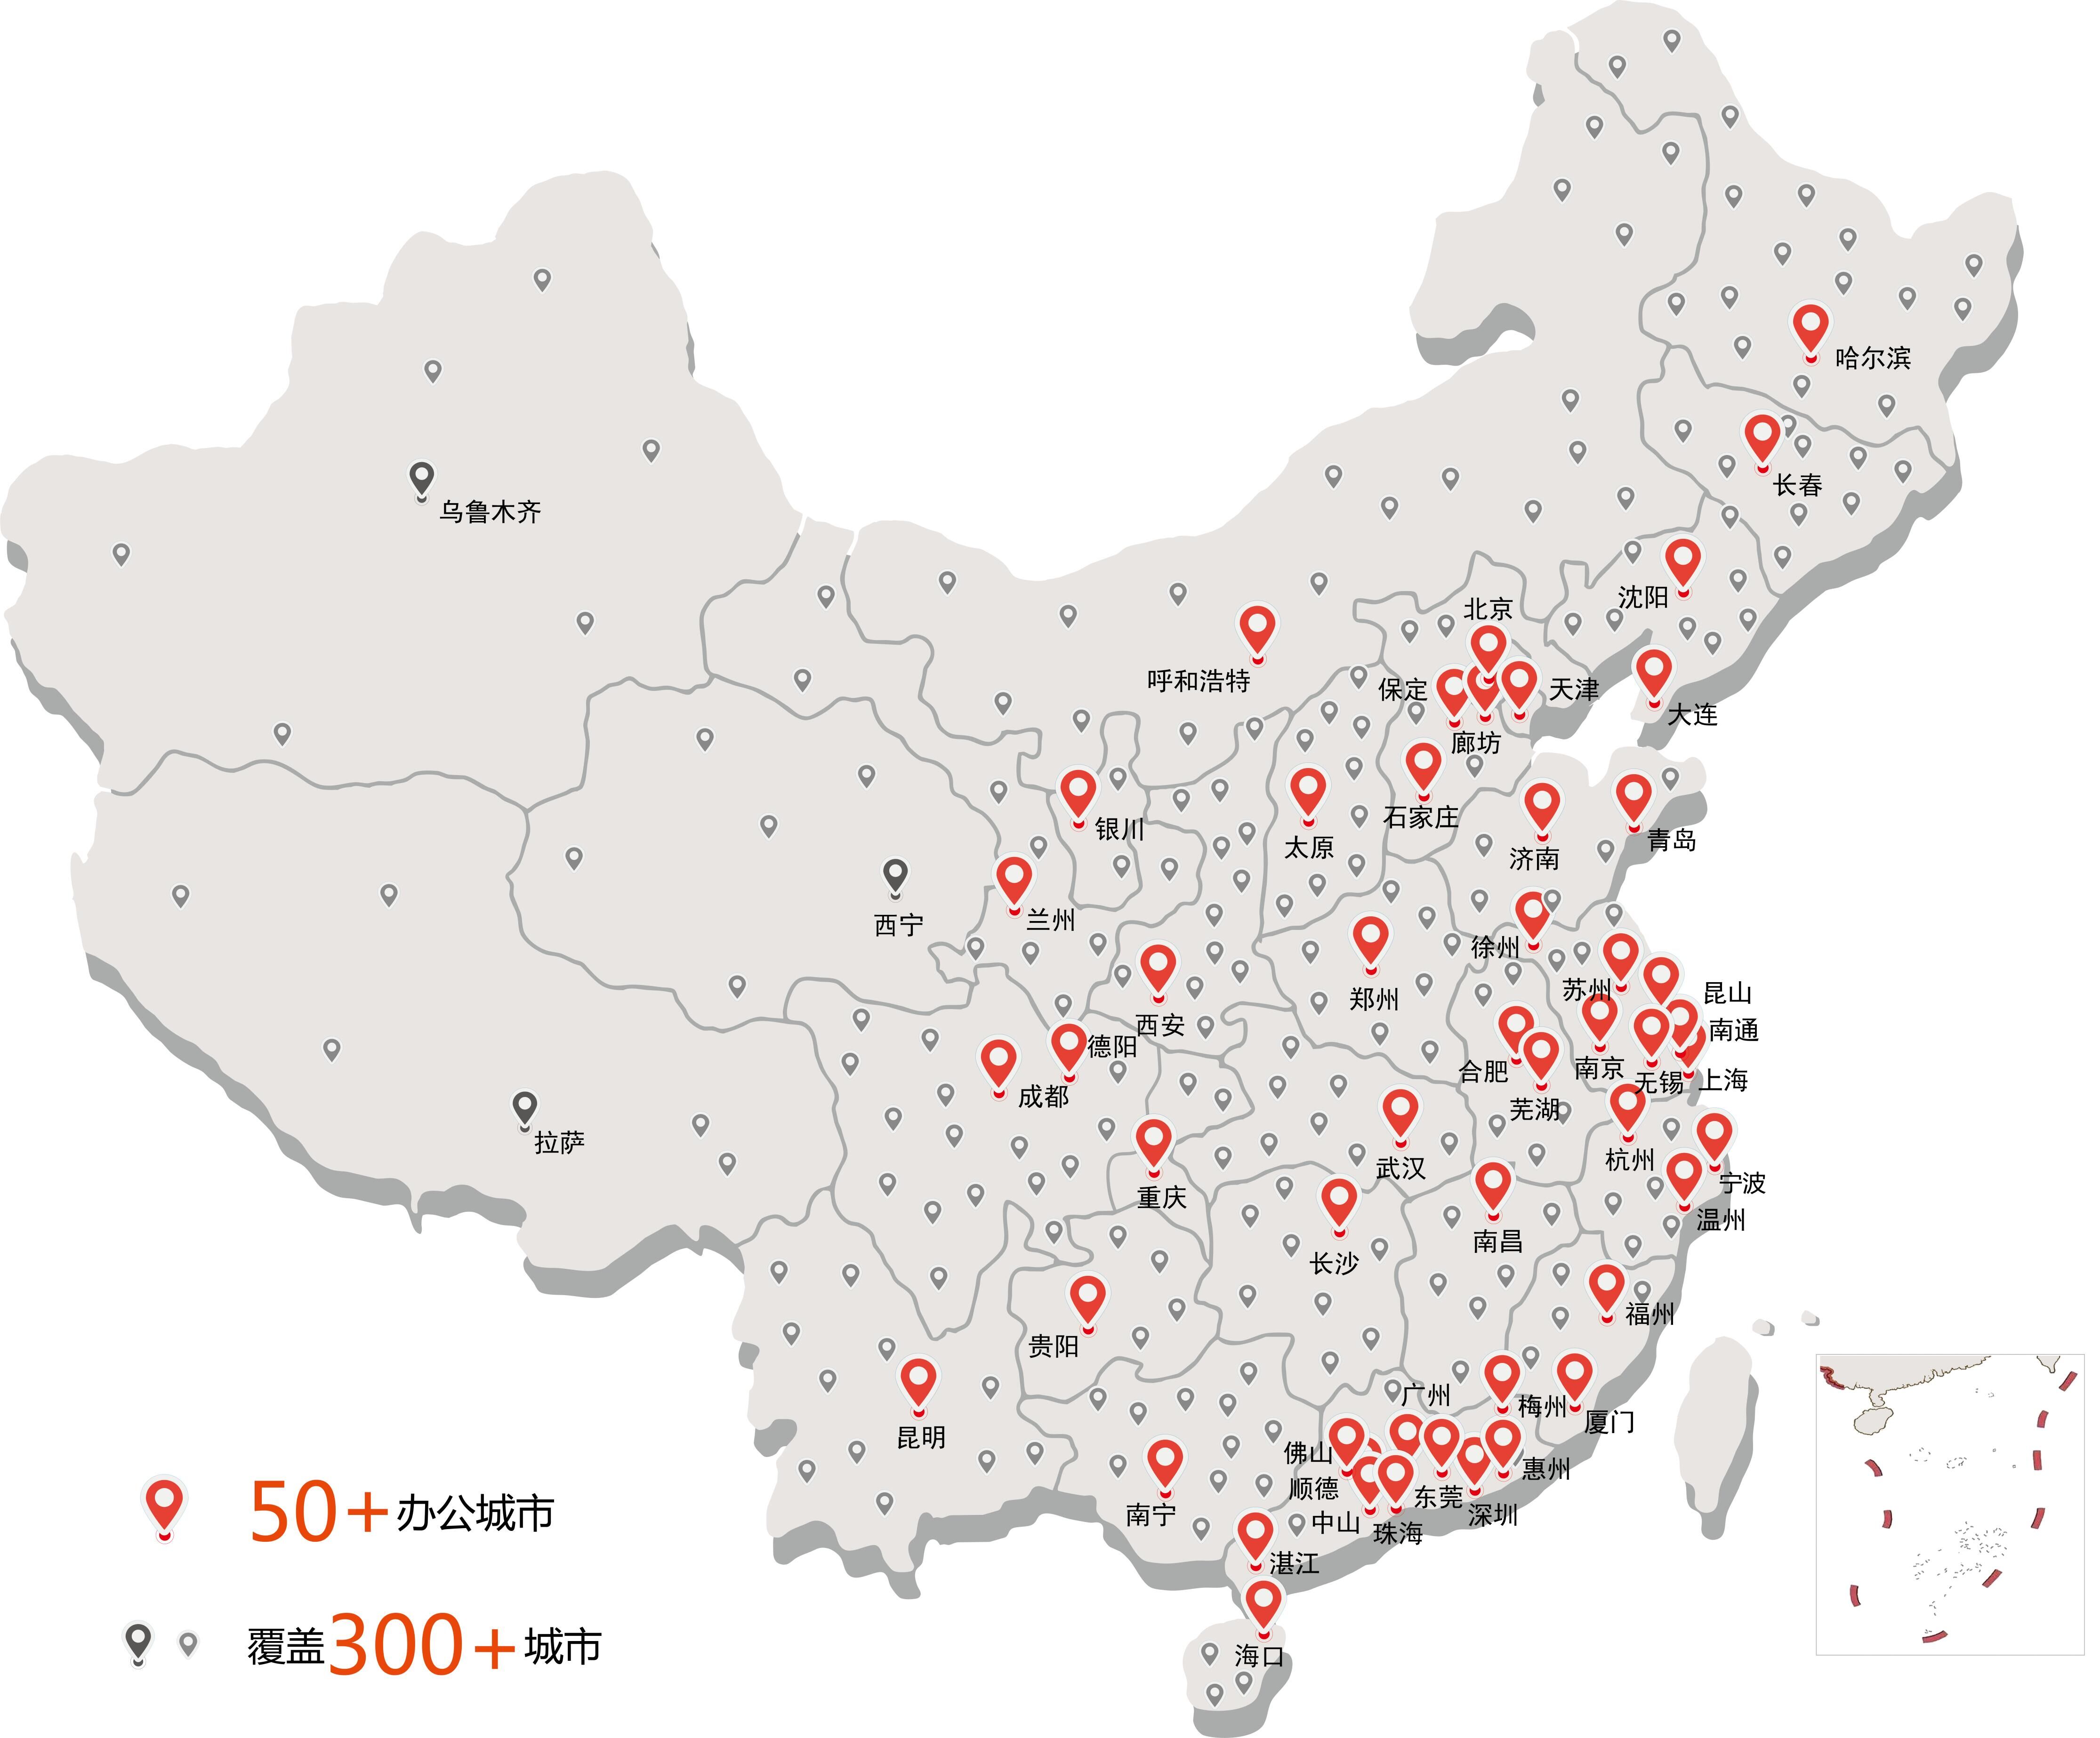 哈尔滨
长春
乌鲁木齐
沈阳
北京
呼和浩特
保定
天津
大连
廊坊
石家庄
银川
太原
济南
青岛
西宁
兰州
徐州
苏州
昆山
郑州
西安
南通
德阳
合肥
南京
无锡
上海
成都
芜湖
拉萨
武汉
杭州
重庆
宁波
温州
南昌
长沙
福州
贵阳
广州
梅州
厦门
昆明
佛山
惠州
顺德
东莞
南宁
深圳
中山
珠海
湛江
海口
50+办公城市
覆盖300+城市